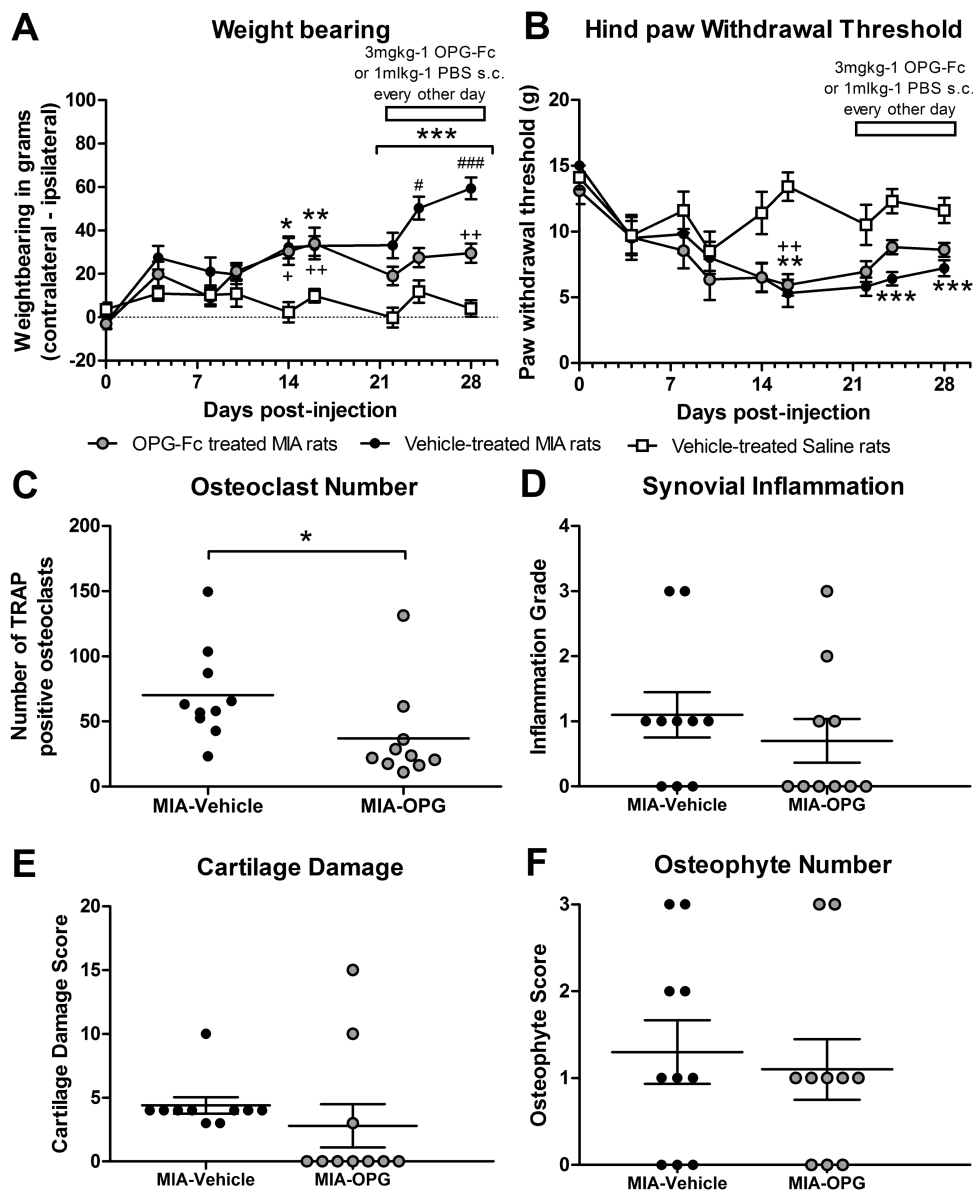 A
Weight bearing
3mgkg-1 OPG-Fc
or 1mlkg-1 PBS s.c.
every other day
***
###
#
* **
++
+ ++
Weightbearing in grams
(contralateral - ipsilateral)
100
80
60
40
20
0
-20
0 7 14 21 28
Days post-injection
B
Hind paw Withdrawal Threshold
3mgkg-1 OPG-Fc
or 1mlkg-1 PBS s.c.
every other day
++
**
*** ***
Paw withdrawal threshold (g)
20
15
10
5
0
0 7 14 21 28
Days post-injection
OPG-Fc treated MIA rats Vehicle-treated MIA rats Vehicle-treated Saline rats
C
Osteoclast Number
*
Number of TRAP
positive osteoclasts
200
150
100
50
0
MIA-Vehicle MIA-OPG
D
Synovial Inflammation
Inflammation Grade
4
3
2
1
0
MIA-Vehicle MIA-OPG
E
Cartilage Damage
Cartilage Damage Score
20
15
10
5
0
MIA-Vehicle MIA-OPG
F
Osteophyte Number
Osteophyte Score
3
2
1
0
MIA-Vehicle MIA-OPG